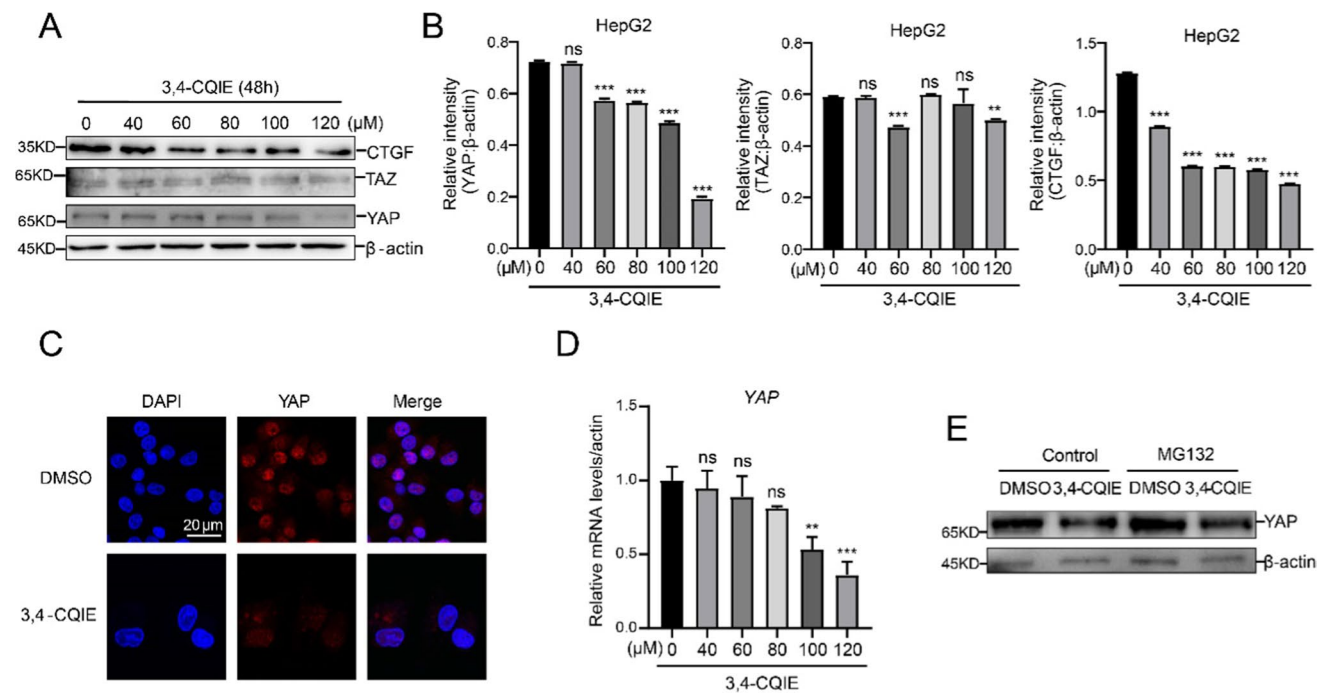 A
3,4-CQIE (48h)
0 40 60 80 100 120 (μM)
35KD
CTGF
65KD
TAZ
65KD
YAP
45KD
β-actin
B
HepG2
Relative intensity
(YAP:β-actin)
0.8
0.6
0.4
0.2
0.0
ns
***
***
***
***
(μM) 0 40 60 80 100 120
3,4-CQIE
HepG2
Relative intensity
(TAZ:β-actin)
0.8
0.6
0.4
0.2
0.0
ns
***
ns
ns
**
(μM) 0 40 60 80 100 120
3,4-CQIE
HepG2
Relative intensity
(CTGF:β-actin)
1.5
1.0
0.5
0.0
***
***
***
***
***
(μM) 0 40 60 80 100 120
3,4-CQIE
C
DAPI YAP Merge
DMSO
20 μm
3,4-CQIE
D
YAP
Relative mRNA levels/actin
1.5
1.0
0.5
0.0
ns
ns
ns
**
***
(μM) 0 40 60 80 100 120
3,4-CQIE
E
Control MG132
DMSO 3,4-CQIE DMSO 3,4-CQIE
65KD
YAP
45KD
β-actin